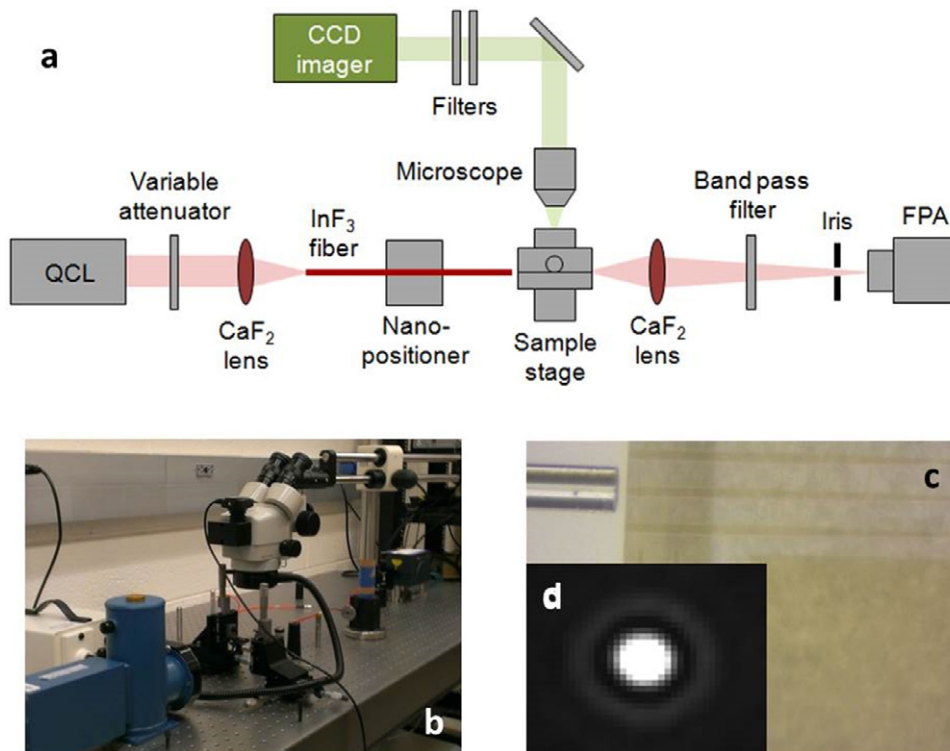 a
CCD
imager
Filters
Microscope
Variable
attenuator
InF₃
fiber
Band pass
filter
Iris
FPA
QCL
CaF₂
lens
Nano-
positioner
Sample
stage
CaF₂
lens
b
c
d